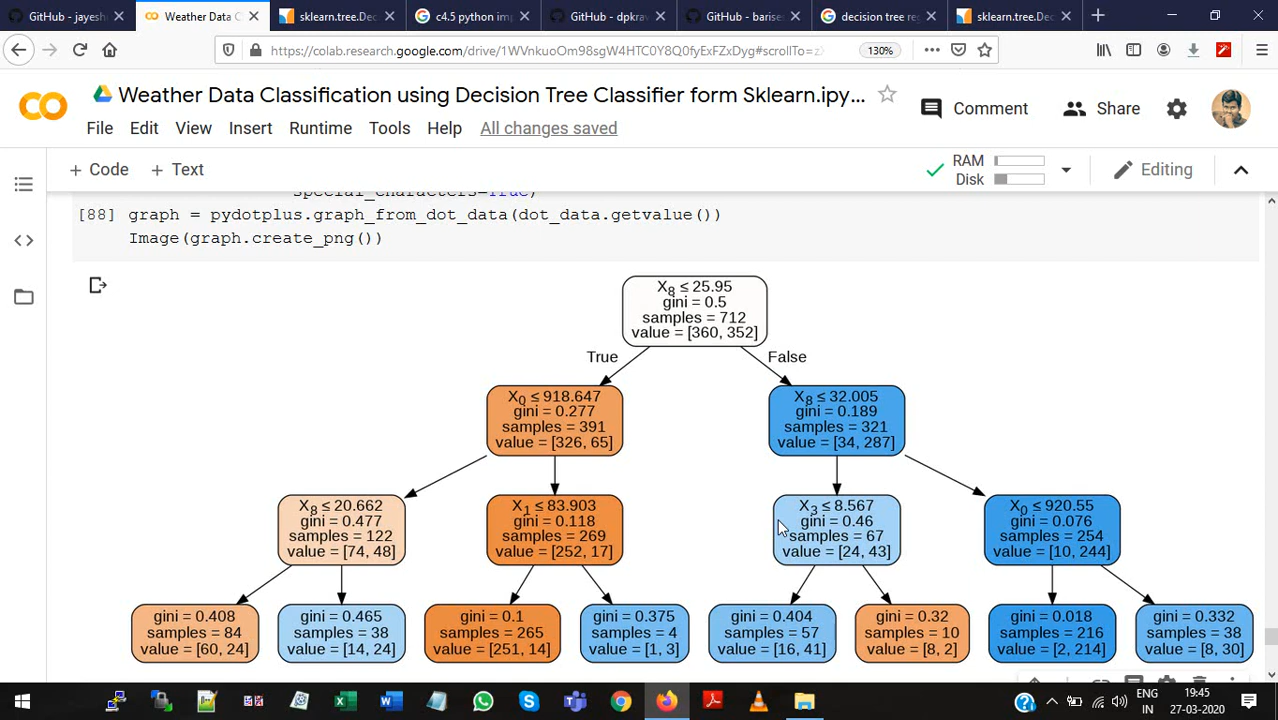 GitHub - jayesh
Weather Data Cl
sklearn.tree.Dec
c4.5 python imp
GitHub - dpkrav
GitHub - barises
decision tree reg
sklearn.tree.Dec
https://colab.research.google.com/drive/1WVnkuoOm98sgW4HTC0Y8Q0fyExFZxDyg#scrollTo=z
130%
Weather Data Classification using Decision Tree Classifier form Sklearn.ipy...
Comment
Share
File Edit View Insert Runtime Tools Help All changes saved
+ Code + Text
RAM
Disk
Editing
special_characters=True)
[88] graph = pydotplus.graph_from_dot_data(dot_data.getvalue())
Image(graph.create_png())
X8 ≤ 25.95
gini = 0.5
samples = 712
value = [360, 352]
True
False
X0 ≤ 918.647
gini = 0.277
samples = 391
value = [326, 65]
X8 ≤ 32.005
gini = 0.189
samples = 321
value = [34, 287]
X8 ≤ 20.662
gini = 0.477
samples = 122
value = [74, 48]
X1 ≤ 83.903
gini = 0.118
samples = 269
value = [252, 17]
X3 ≤ 8.567
gini = 0.46
samples = 67
value = [24, 43]
X0 ≤ 920.55
gini = 0.076
samples = 254
value = [10, 244]
gini = 0.408
samples = 84
value = [60, 24]
gini = 0.465
samples = 38
value = [14, 24]
gini = 0.1
samples = 265
value = [251, 14]
gini = 0.375
samples = 4
value = [1, 3]
gini = 0.404
samples = 57
value = [16, 41]
gini = 0.32
samples = 10
value = [8, 2]
gini = 0.018
samples = 216
value = [2, 214]
gini = 0.332
samples = 38
value = [8, 30]
ENG
IN
19:45
27-03-2020